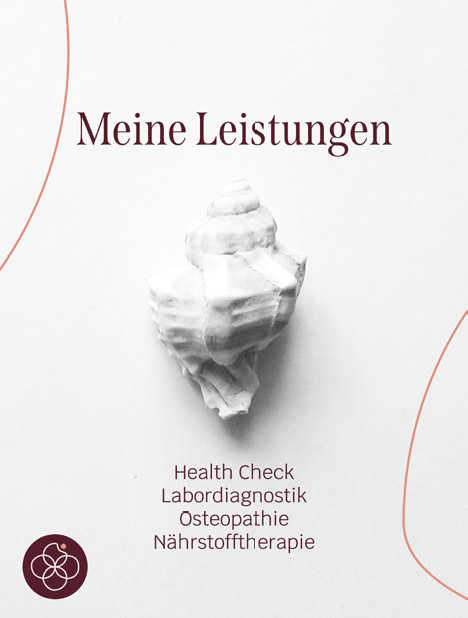 Meine Leistungen
Health Check
Labordiagnostik
Osteopathie
Nährstofftherapie